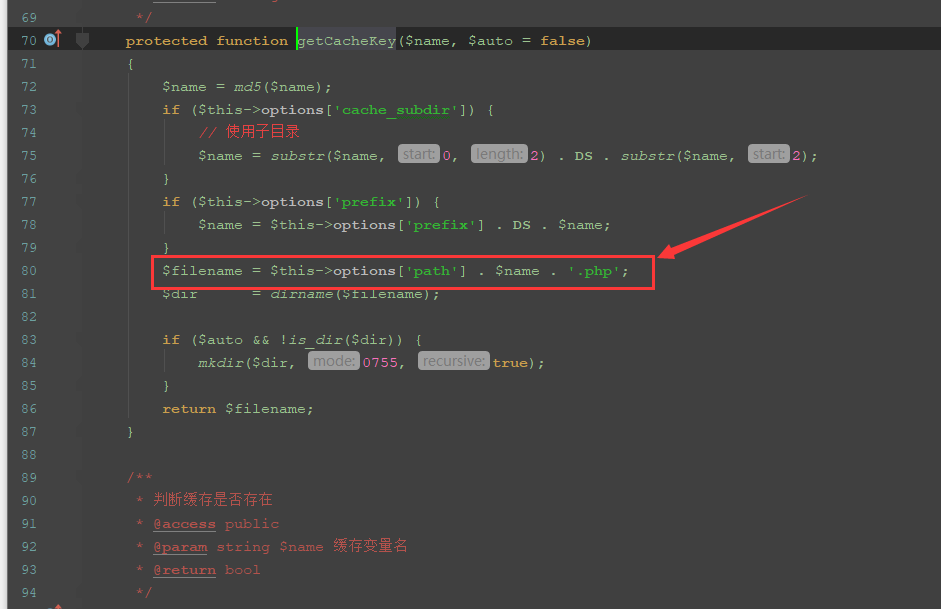 69 */
70 protected function getCacheKey($name, $auto = false)
71 {
72 $name = md5($name);
73 if ($this->options['cache_subdir']) {
74 // 使用子目录
75 $name = substr($name, start: 0, length: 2) . DS . substr($name, start: 2);
76 }
77 if ($this->options['prefix']) {
78 $name = $this->options['prefix'] . DS . $name;
79 }
80 $filename = $this->options['path'] . $name . '.php';
81 $dir = dirname($filename);
82
83 if ($auto && !is_dir($dir)) {
84 mkdir($dir, mode: 0755, recursive: true);
85 }
86 return $filename;
87 }
88
89 /**
90 * 判断缓存是否存在
91 * @access public
92 * @param string $name 缓存变量名
93 * @return bool
94 */